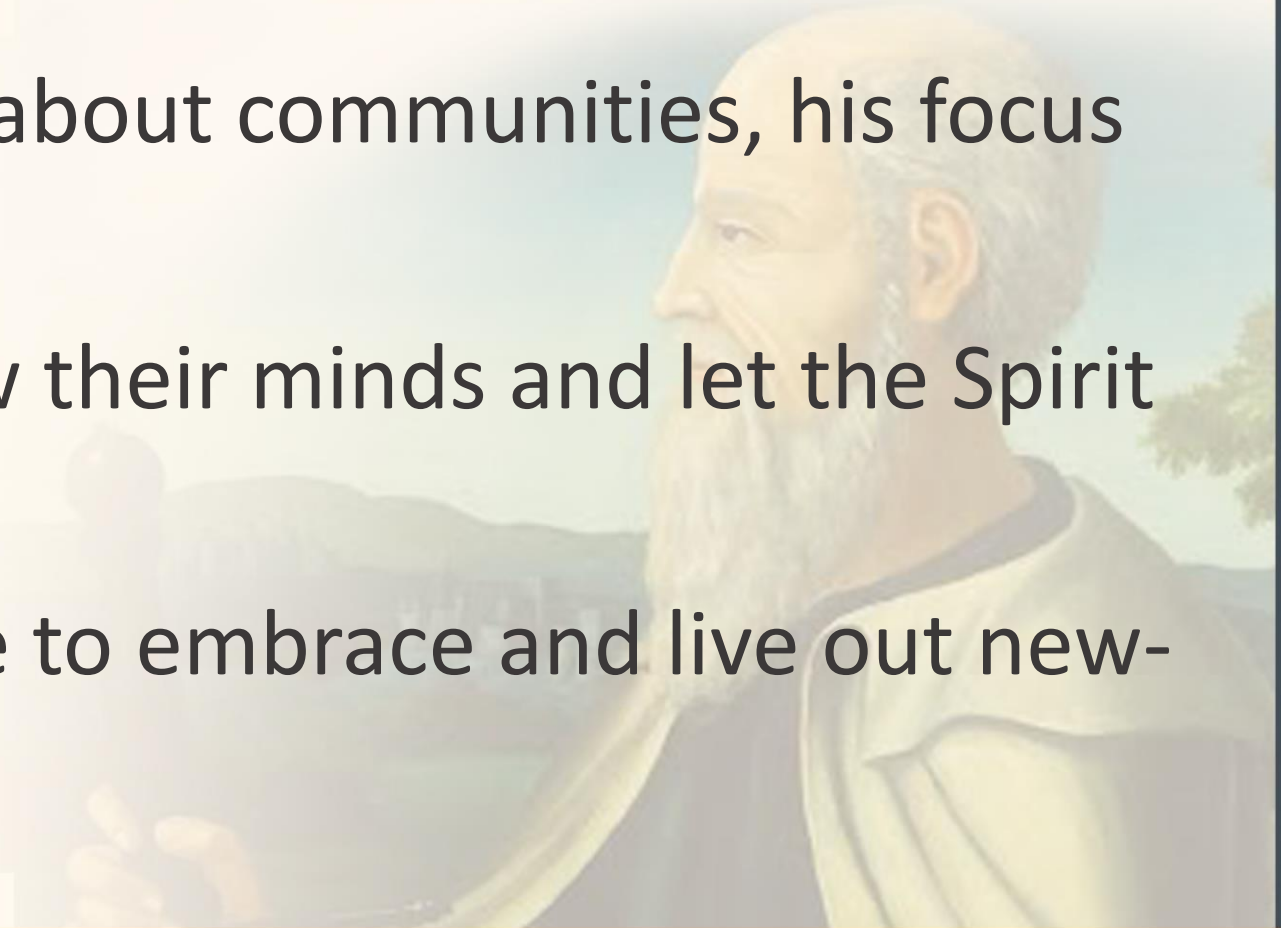 about communities, his focus
their minds and let the Spirit
to embrace and live out new-